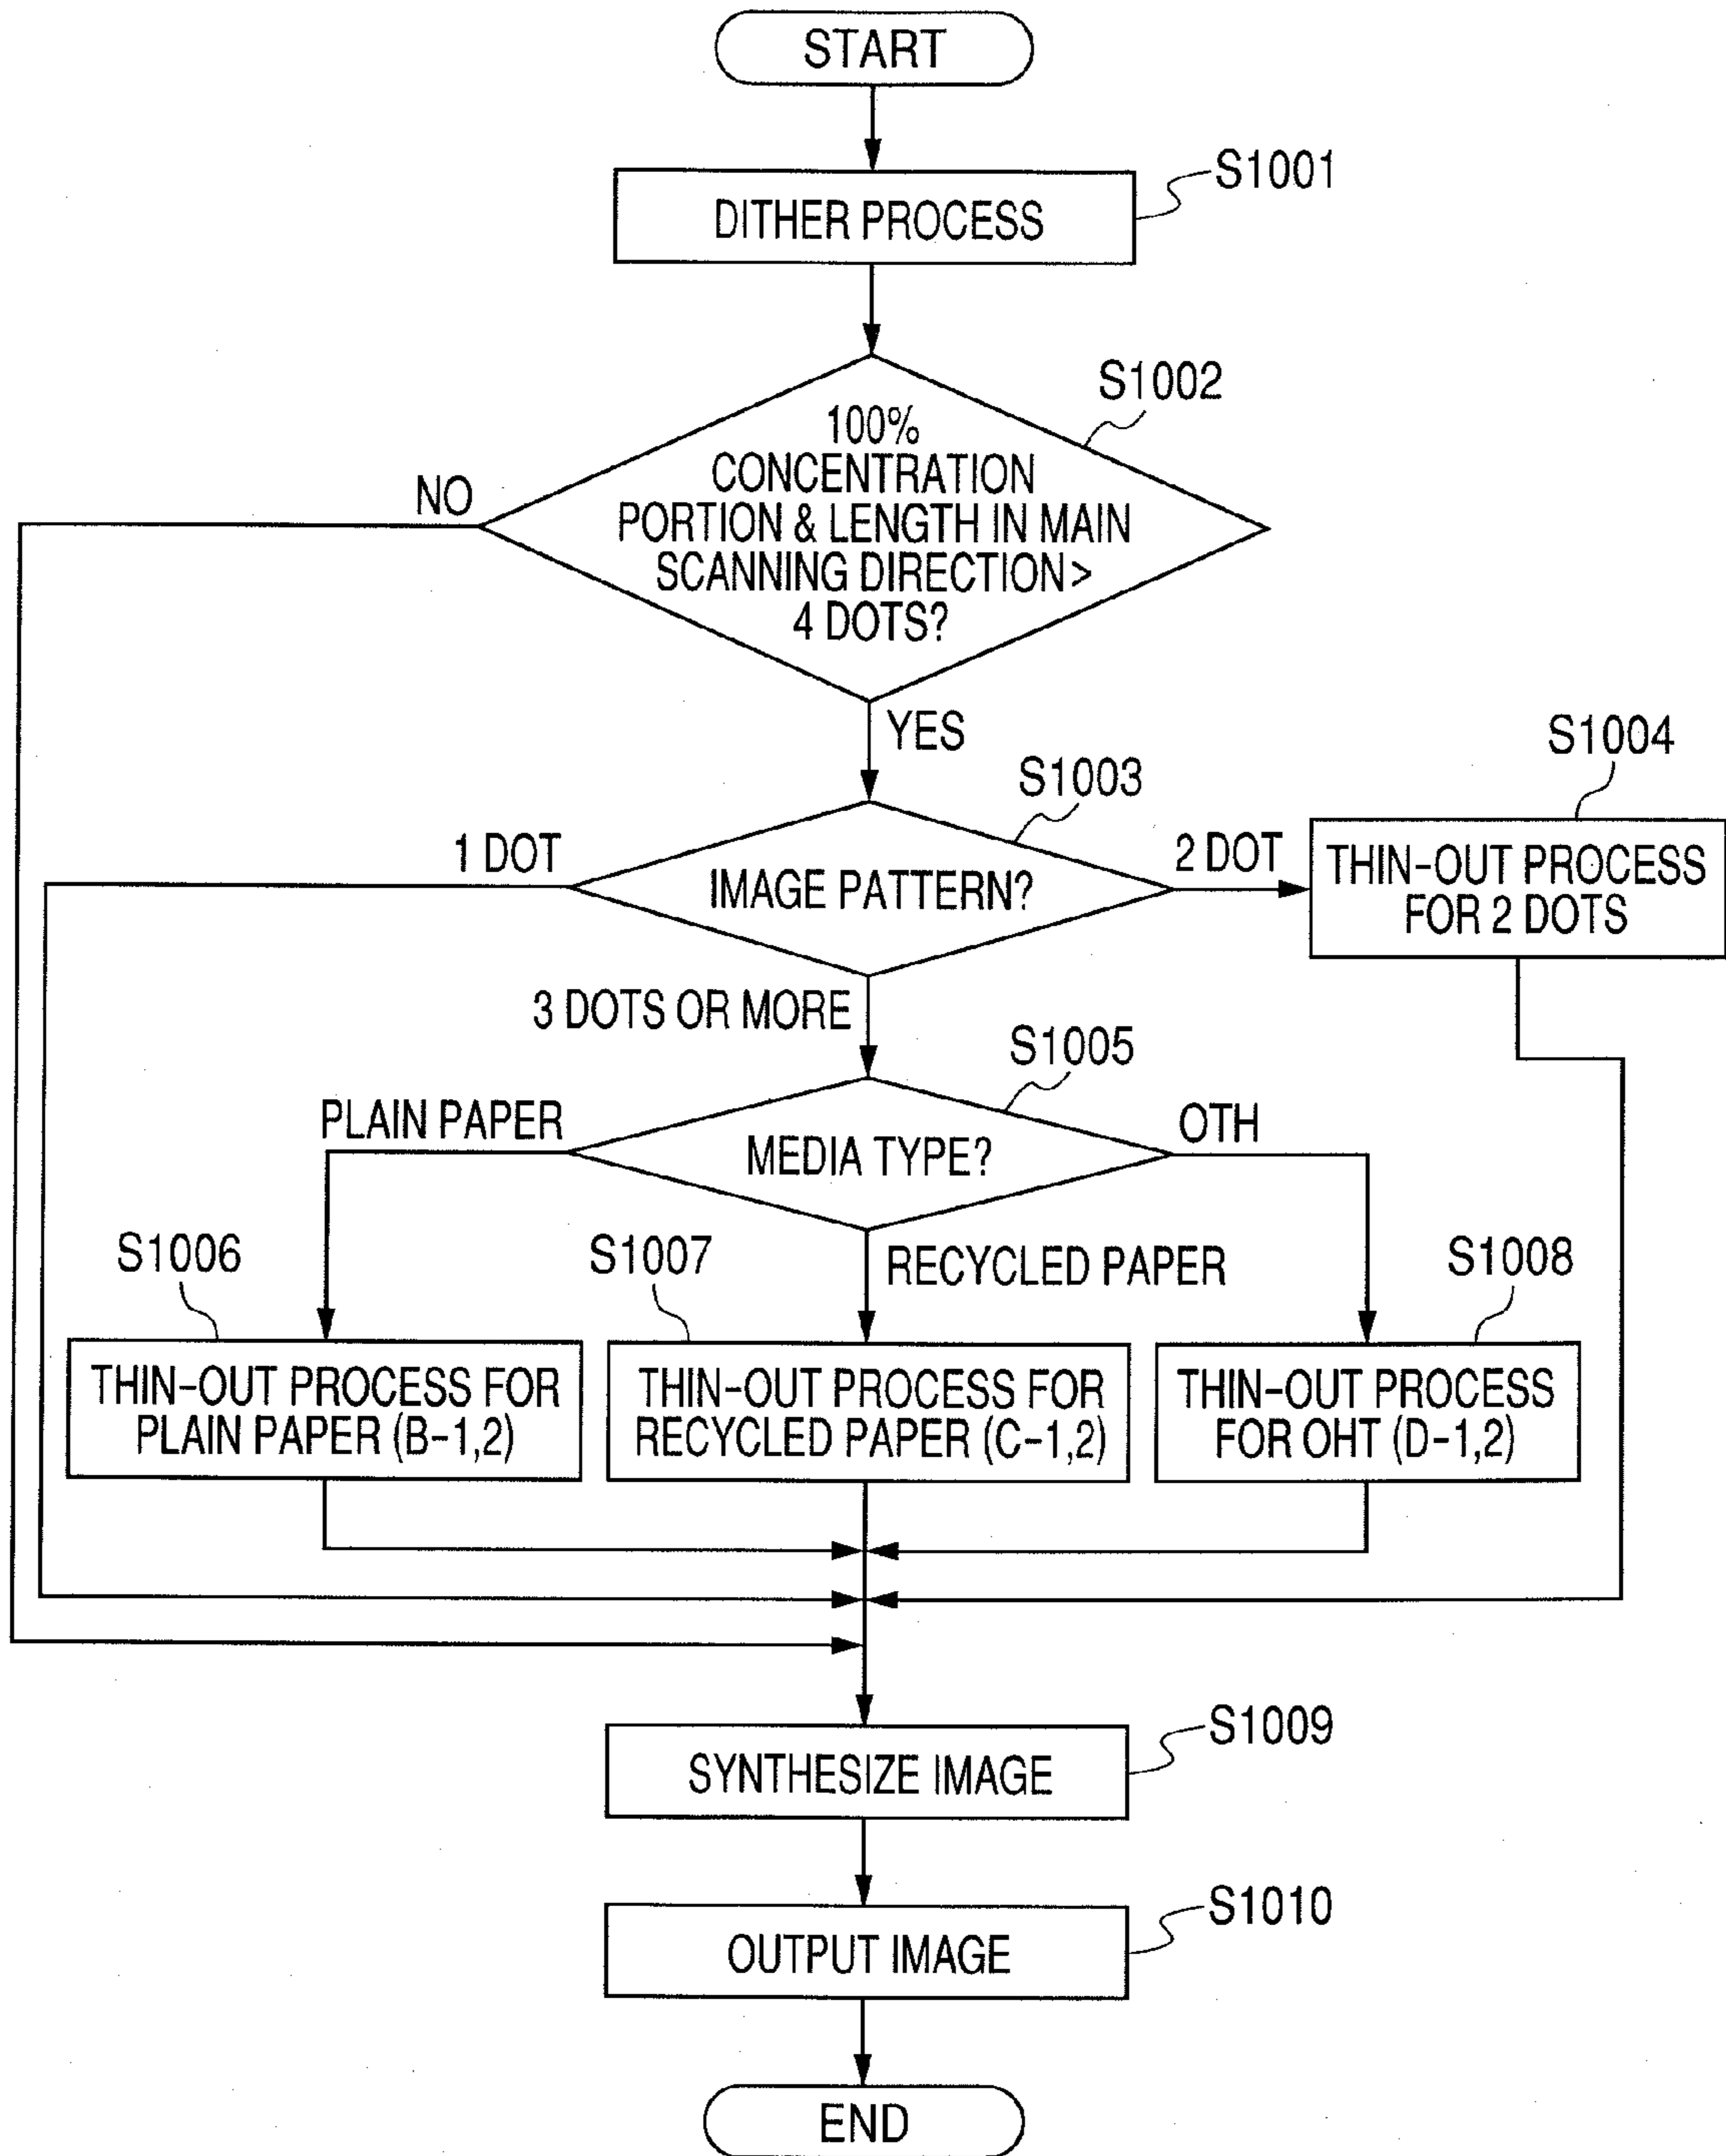 START
S1001
DITHER PROCESS
S1002
100%
CONCENTRATION
PORTION & LENGTH IN MAIN
SCANNING DIRECTION >
4 DOTS?
NO
YES
S1003
S1004
1 DOT
IMAGE PATTERN?
2 DOT
THIN-OUT PROCESS
FOR 2 DOTS
3 DOTS OR MORE
S1005
PLAIN PAPER
MEDIA TYPE?
OTH
S1006
S1007
RECYCLED PAPER
S1008
THIN-OUT PROCESS FOR
PLAIN PAPER (B-1,2)
THIN-OUT PROCESS FOR
RECYCLED PAPER (C-1,2)
THIN-OUT PROCESS
FOR OHT (D-1,2)
S1009
SYNTHESIZE IMAGE
S1010
OUTPUT IMAGE
END